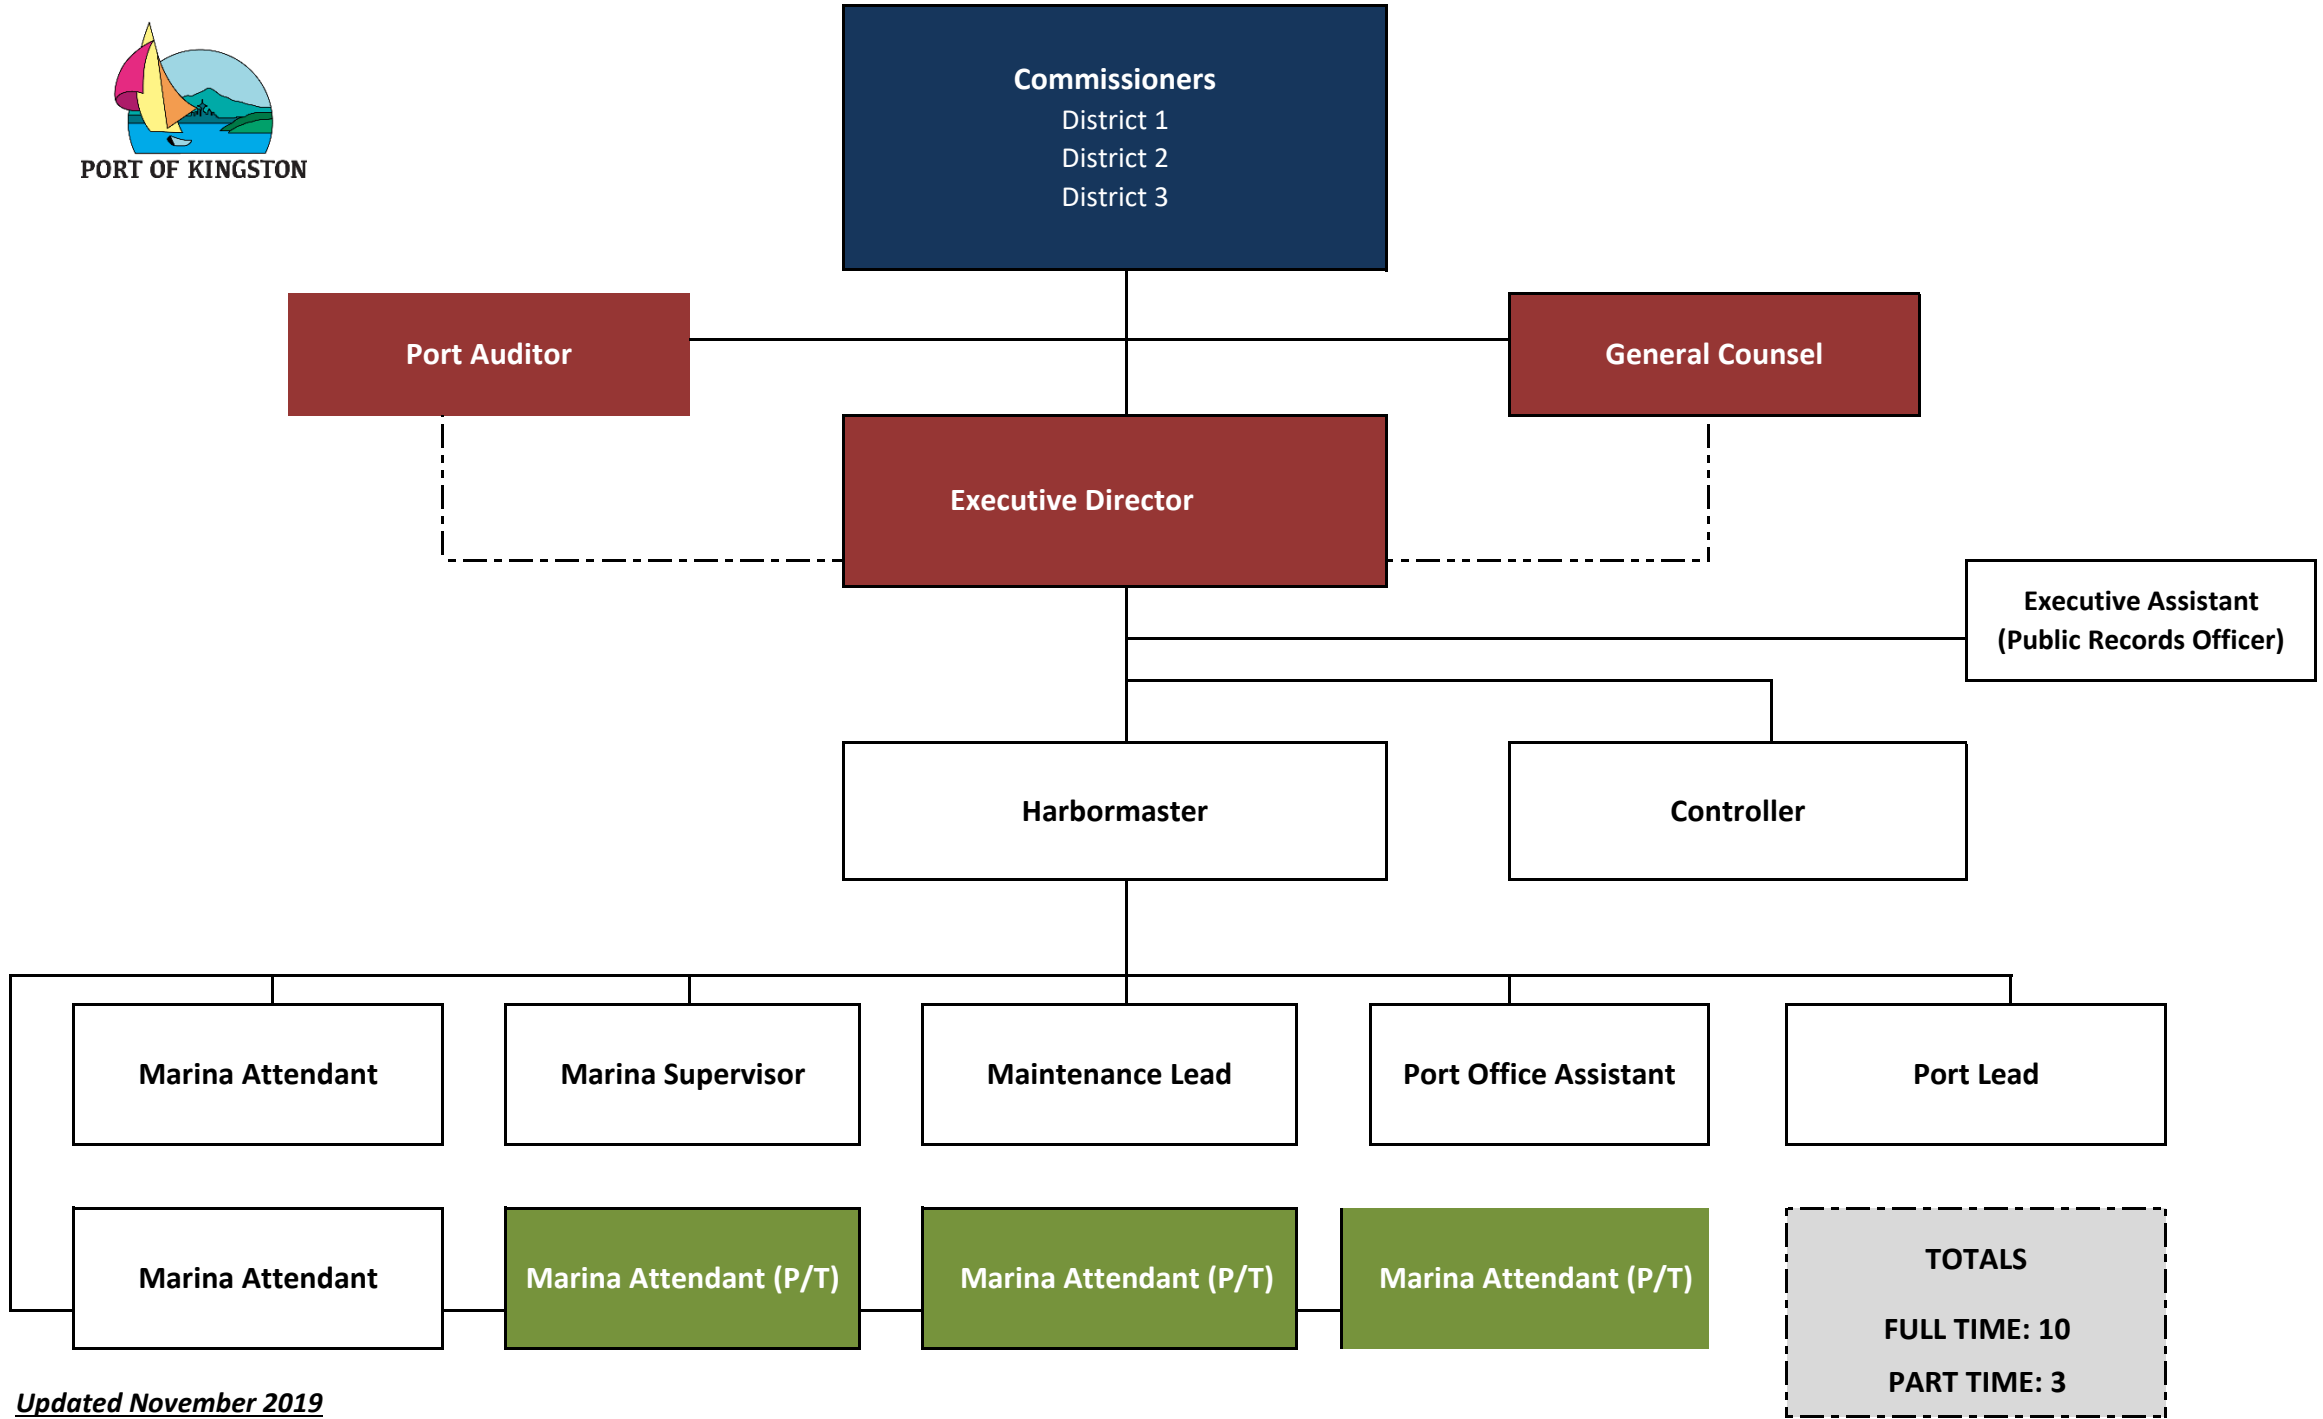 PORT OF KINGSTON
Commissioners
District 1
District 2
District 3
Port Auditor
General Counsel
Executive Director
Executive Assistant
(Public Records Officer)
Harbormaster
Controller
Marina Attendant
Marina Supervisor
Maintenance Lead
Port Office Assistant
Port Lead
Marina Attendant
Marina Attendant (P/T)
Marina Attendant (P/T)
Marina Attendant (P/T)
TOTALS
FULL TIME: 10
PART TIME: 3
Updated November 2019